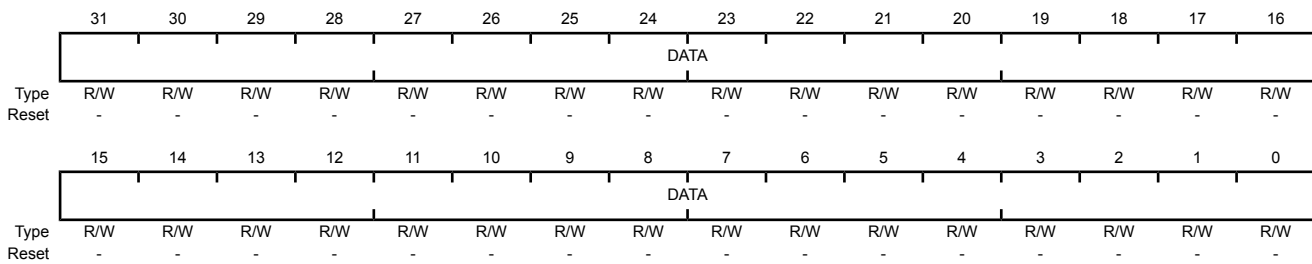 31 30 29 28 27 26 25 24 23 22 21 20 19 18 17 16
DATA
Type R/W R/W R/W R/W R/W R/W R/W R/W R/W R/W R/W R/W R/W R/W R/W R/W
Reset - - - - - - - - - - - - - - - -
15 14 13 12 11 10 9 8 7 6 5 4 3 2 1 0
DATA
Type R/W R/W R/W R/W R/W R/W R/W R/W R/W R/W R/W R/W R/W R/W R/W R/W
Reset - - - - - - - - - - - - - - - -